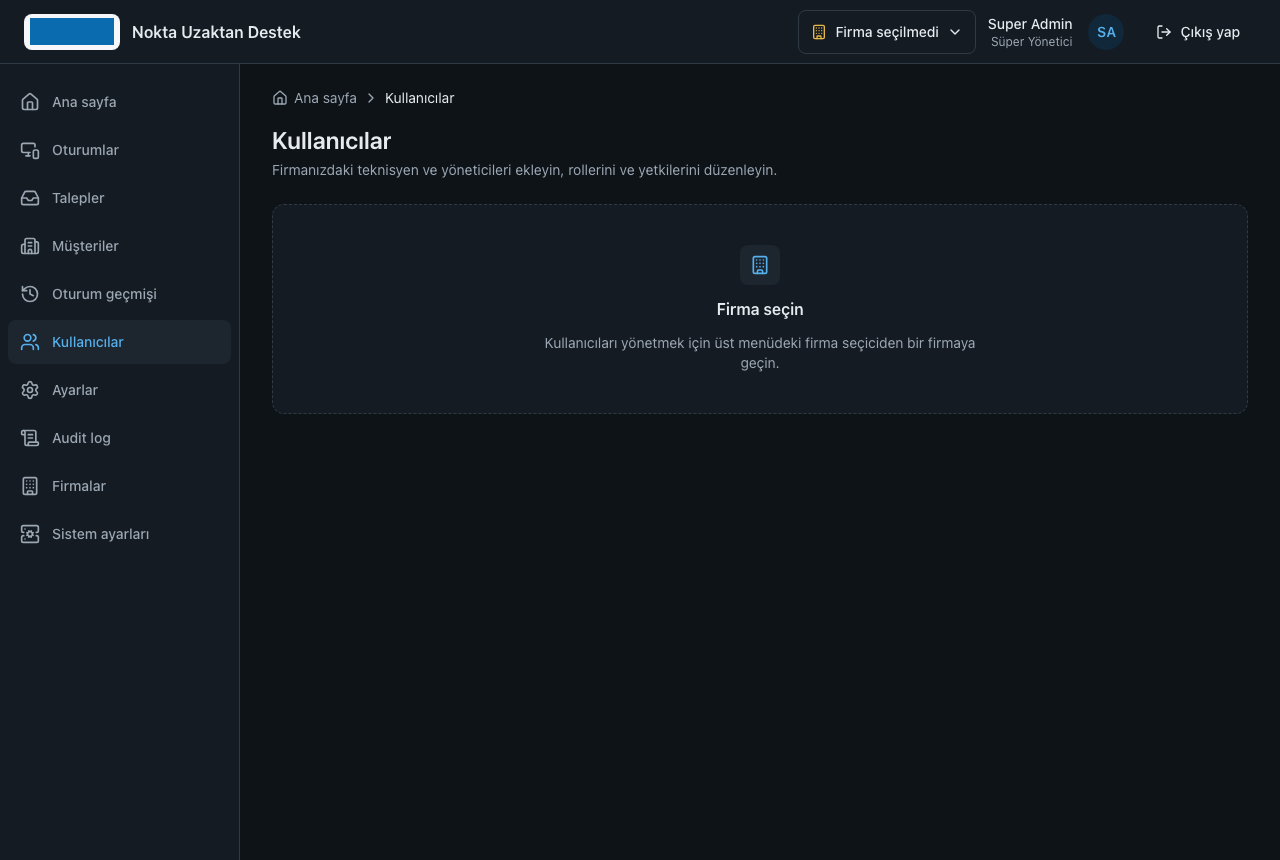 Nokta Uzaktan Destek
Firma seçilmedi
Super Admin
Süper Yönetici
SA
Çıkış yap
Ana sayfa
Oturumlar
Talepler
Müşteriler
Oturum geçmişi
Kullanıcılar
Ayarlar
Audit log
Firmalar
Sistem ayarları
Ana sayfa > Kullanıcılar
Kullanıcılar
Firmanızdaki teknisyen ve yöneticileri ekleyin, rollerini ve yetkilerini düzenleyin.
Firma seçin
Kullanıcıları yönetmek için üst menüdeki firma seçiciden bir firmaya
geçin.